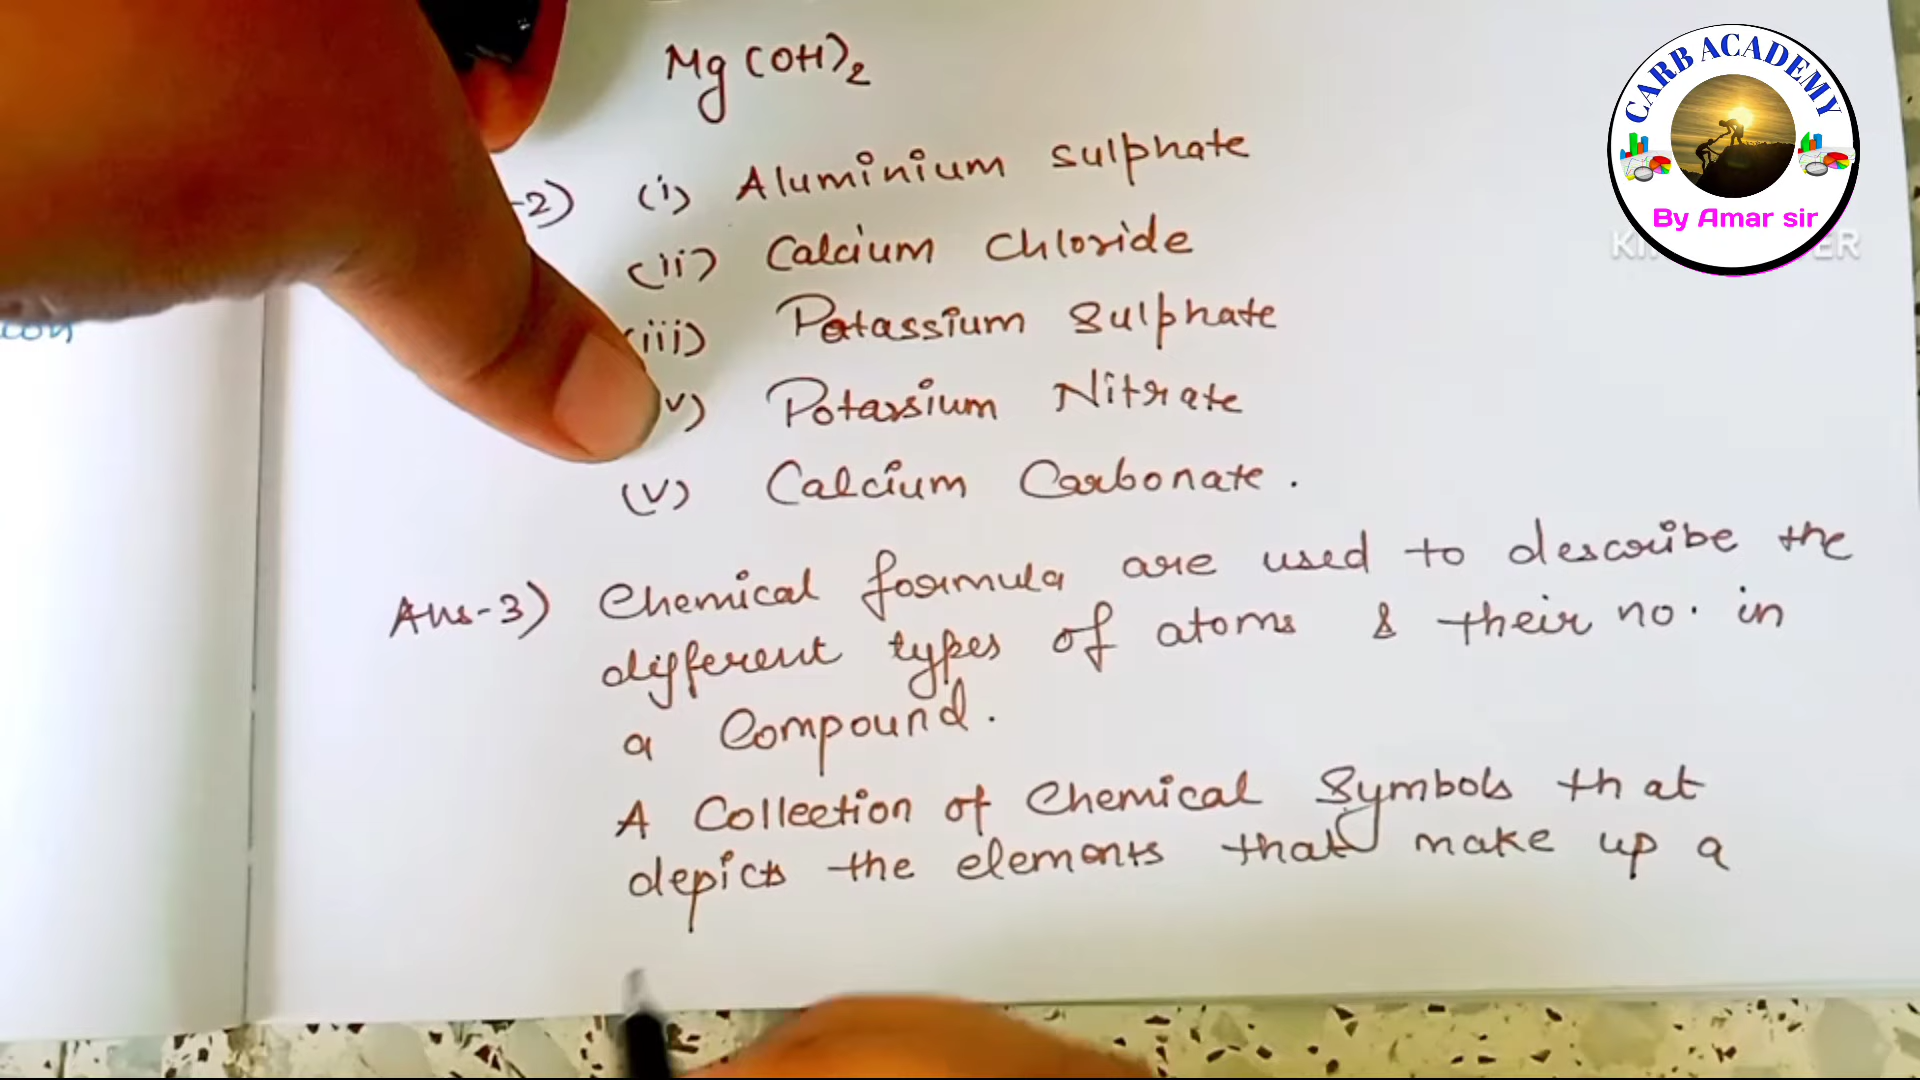 Mg(OH)2
-2) (i) Aluminium sulphate
(ii) Calcium Chloride
(iii) Potassium Sulphate
v) Potassium Nitrate
(v) Calcium Carbonate.
Ans-3) Chemical formula are used to describe the
different types of atoms & their no. in
a Compound.
A Collection of Chemical Symbols that
depicts the elements that make up a
CARB ACADEMY
By Amar sir